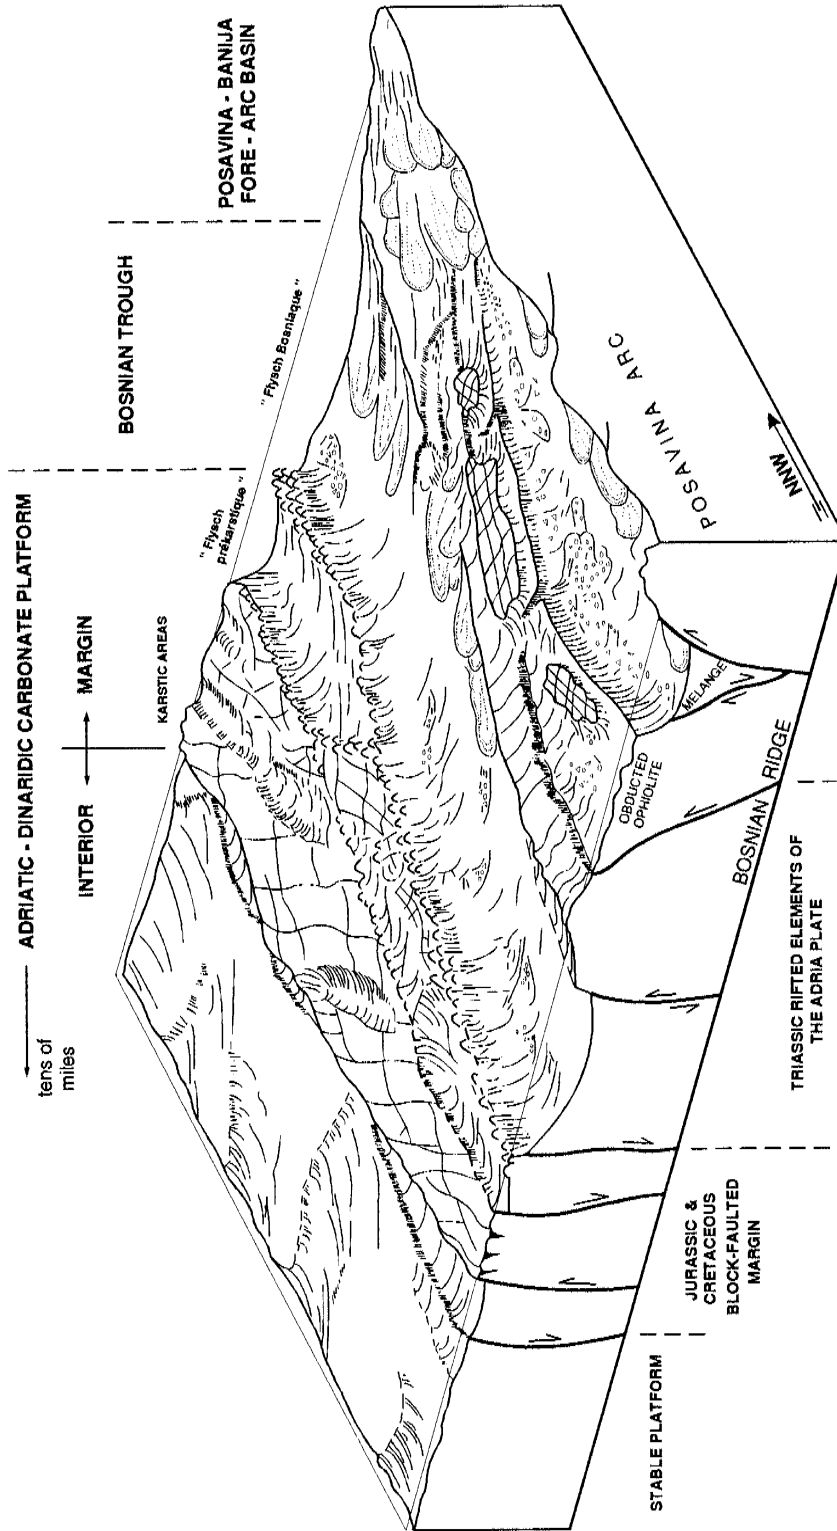 ADRIATIC - DINARIDIC CARBONATE PLATFORM
tens of
miles
INTERIOR
MARGIN
KARSTIC AREAS
BOSNIAN TROUGH
POSAVINA - BANIJA
FORE - ARC BASIN
" Flysch
prékarstique "
" Flysch Bosniaque "
POSAVINA ARC
NNW
MELANGE
OBDUCTED
OPHIOLITE
BOSNIAN RIDGE
STABLE PLATFORM
JURASSIC &
CRETACEOUS
BLOCK-FAULTED
MARGIN
TRIASSIC RIFTED ELEMENTS OF
THE ADRIA PLATE